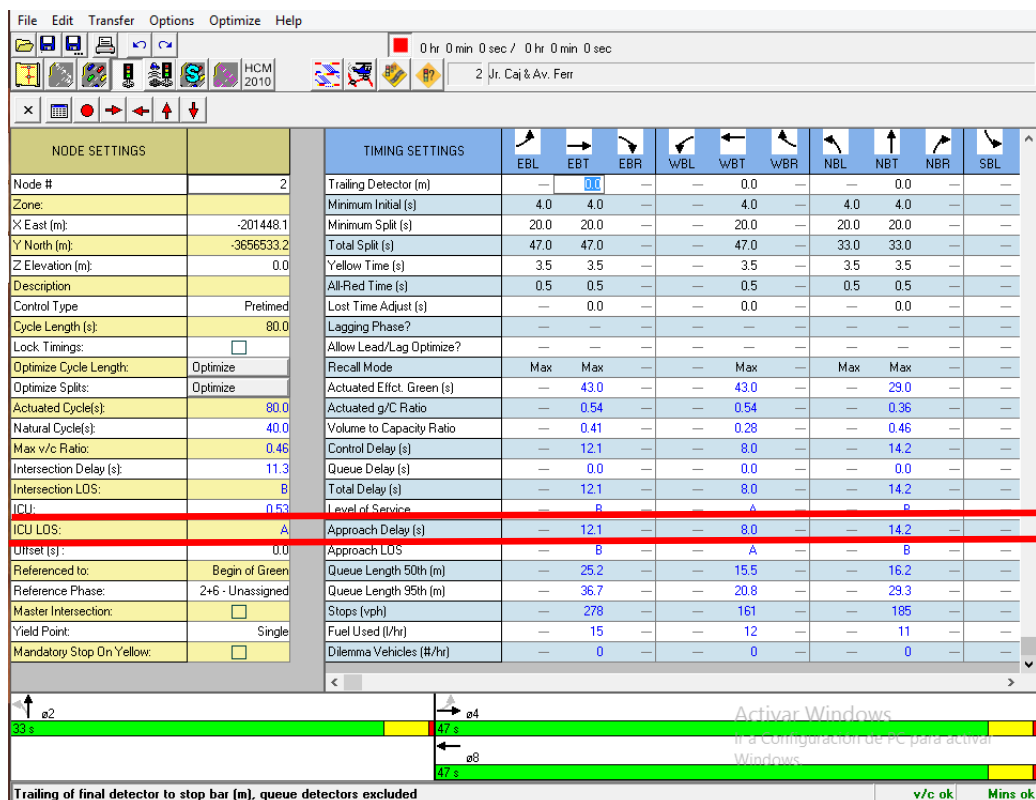 File Edit Transfer Options Optimize Help
0 hr 0 min 0 sec / 0 hr 0 min 0 sec
HCM 2010
2 Jr. Caj & Av. Ferr
NODE SETTINGS
Node # 2
Zone:
X East (m): -201448.1
Y North (m): -3656533.2
Z Elevation (m): 0.0
Description
Control Type Pretimed
Cycle Length (s): 80.0
Lock Timings:
Optimize Cycle Length: Optimize
Optimize Splits: Optimize
Actuated Cycle(s): 80.0
Natural Cycle(s): 40.0
Max v/c Ratio: 0.46
Intersection Delay (s): 11.3
Intersection LOS: B
ICU: 0.53
ICU LOS: A
Offset (s) : 0.0
Referenced to: Begin of Green
Reference Phase: 2+6 - Unassigned
Master Intersection:
Yield Point: Single
Mandatory Stop On Yellow:
TIMING SETTINGS EBL EBT EBR WBL WBT WBR NBL NBT NBR SBL
Trailing Detector (m) — 0.0 — — 0.0 — — 0.0 — —
Minimum Initial (s) 4.0 4.0 — — 4.0 — 4.0 4.0 — —
Minimum Split (s) 20.0 20.0 — — 20.0 — 20.0 20.0 — —
Total Split (s) 47.0 47.0 — — 47.0 — 33.0 33.0 — —
Yellow Time (s) 3.5 3.5 — — 3.5 — 3.5 3.5 — —
All-Red Time (s) 0.5 0.5 — — 0.5 — 0.5 0.5 — —
Lost Time Adjust (s) — 0.0 — — 0.0 — — 0.0 — —
Lagging Phase? — — — — — — — — — —
Allow Lead/Lag Optimize? — — — — — — — — — —
Recall Mode Max Max — — Max — Max Max — —
Actuated Effct. Green (s) — 43.0 — — 43.0 — — 29.0 — —
Actuated g/C Ratio — 0.54 — — 0.54 — — 0.36 — —
Volume to Capacity Ratio — 0.41 — — 0.28 — — 0.46 — —
Control Delay (s) — 12.1 — — 8.0 — — 14.2 — —
Queue Delay (s) — 0.0 — — 0.0 — — 0.0 — —
Total Delay (s) — 12.1 — — 8.0 — — 14.2 — —
Level of Service — B — — A — — B — —
Approach Delay (s) — 12.1 — — 8.0 — — 14.2 — —
Approach LOS — B — — A — — B — —
Queue Length 50th (m) — 25.2 — — 15.5 — — 16.2 — —
Queue Length 95th (m) — 36.7 — — 20.8 — — 29.3 — —
Stops (vph) — 278 — — 161 — — 185 — —
Fuel Used (l/hr) — 15 — — 12 — — 11 — —
Dilemma Vehicles (#/hr) — 0 — — 0 — — 0 — —
ø2
33 s
ø4
47 s
ø8
47 s
Activar Windows
Ir a Configuración de PC para activar
Windows
Trailing of final detector to stop bar (m), queue detectors excluded v/c ok Mins ok